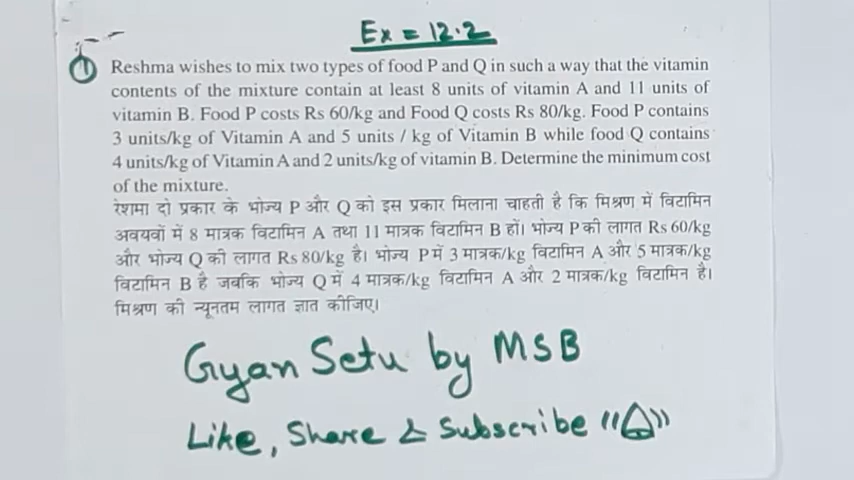 Ex = 12.2
1 Reshma wishes to mix two types of food P and Q in such a way that the vitamin
contents of the mixture contain at least 8 units of vitamin A and 11 units of
vitamin B. Food P costs Rs 60/kg and Food Q costs Rs 80/kg. Food P contains
3 units/kg of Vitamin A and 5 units / kg of Vitamin B while food Q contains
4 units/kg of Vitamin A and 2 units/kg of vitamin B. Determine the minimum cost
of the mixture.
रेशमा दो प्रकार के भोज्य P और Q को इस प्रकार मिलाना चाहती है कि मिश्रण में विटामिन
अवयवों में 8 मात्रक विटामिन A तथा 11 मात्रक विटामिन B हों। भोज्य P की लागत Rs 60/kg
और भोज्य Q की लागत Rs 80/kg है। भोज्य P में 3 मात्रक/kg विटामिन A और 5 मात्रक/kg
विटामिन B है जबकि भोज्य Q में 4 मात्रक/kg विटामिन A और 2 मात्रक/kg विटामिन है।
मिश्रण की न्यूनतम लागत ज्ञात कीजिए।
Gyan Setu by MSB
Like, Share & Subscribe